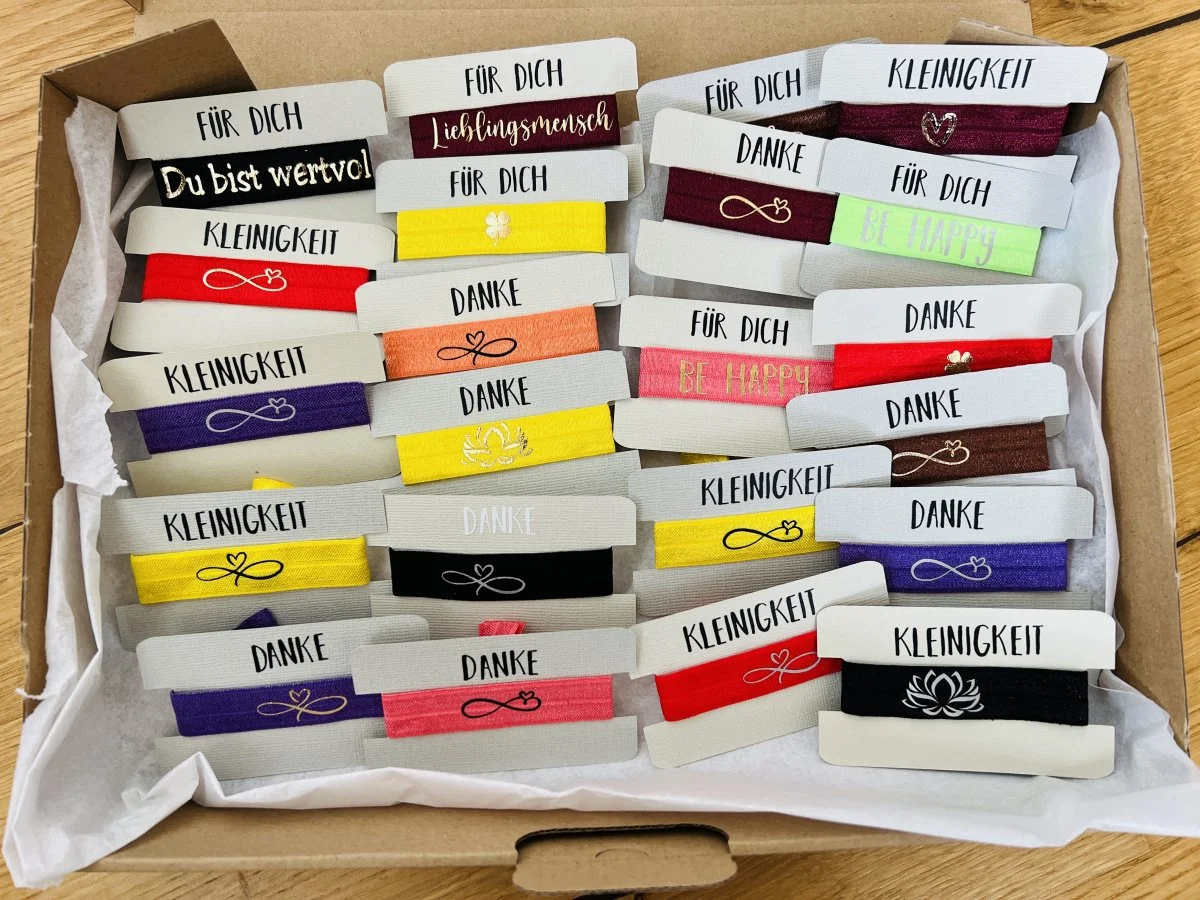 FÜR DICH
Du bist wertvol
FÜR DICH
Lieblingsmensch
FÜR DICH
KLEINIGKEIT
DANKE
FÜR DICH
BE HAPPY
FÜR DICH
KLEINIGKEIT
DANKE
FÜR DICH
BE HAPPY
DANKE
KLEINIGKEIT
DANKE
DANKE
KLEINIGKEIT
DANKE
KLEINIGKEIT
DANKE
DANKE
DANKE
KLEINIGKEIT
KLEINIGKEIT